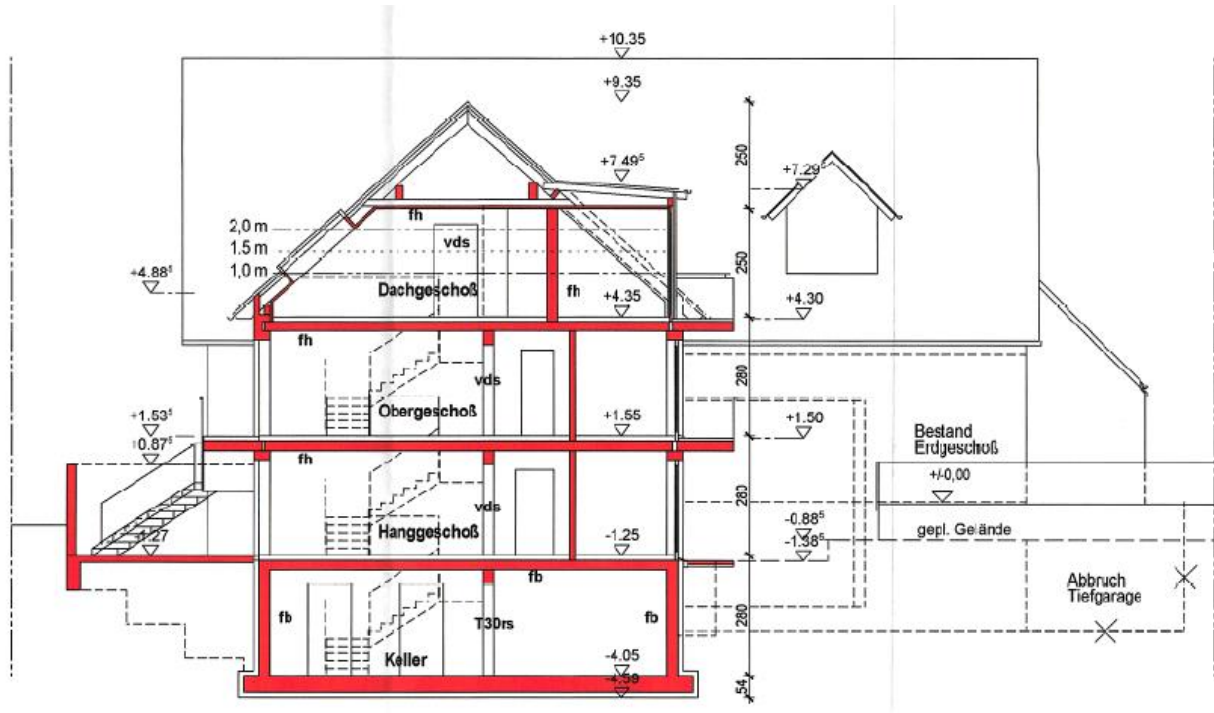 +10.35
+9.35
+7.49⁵
+7.29⁵
250
fh
2,0 m
vds
1.5 m
1,0 m
250
+4.88⁵
Dachgeschoß
fh
+4.35
+4.30
fh
vds
280
Obergeschoß
+1.53⁵
+1.55
+1.50
Bestand
Erdgeschoß
+0.87⁵
fh
+/-0,00
vds
280
Hanggeschoß
-1.25
-0.88⁵
gepl. Gelände
-1.38⁵
fb
Abbruch
Tiefgarage
fb
T30rs
fb
280
Keller
-4.05
-4.59
54